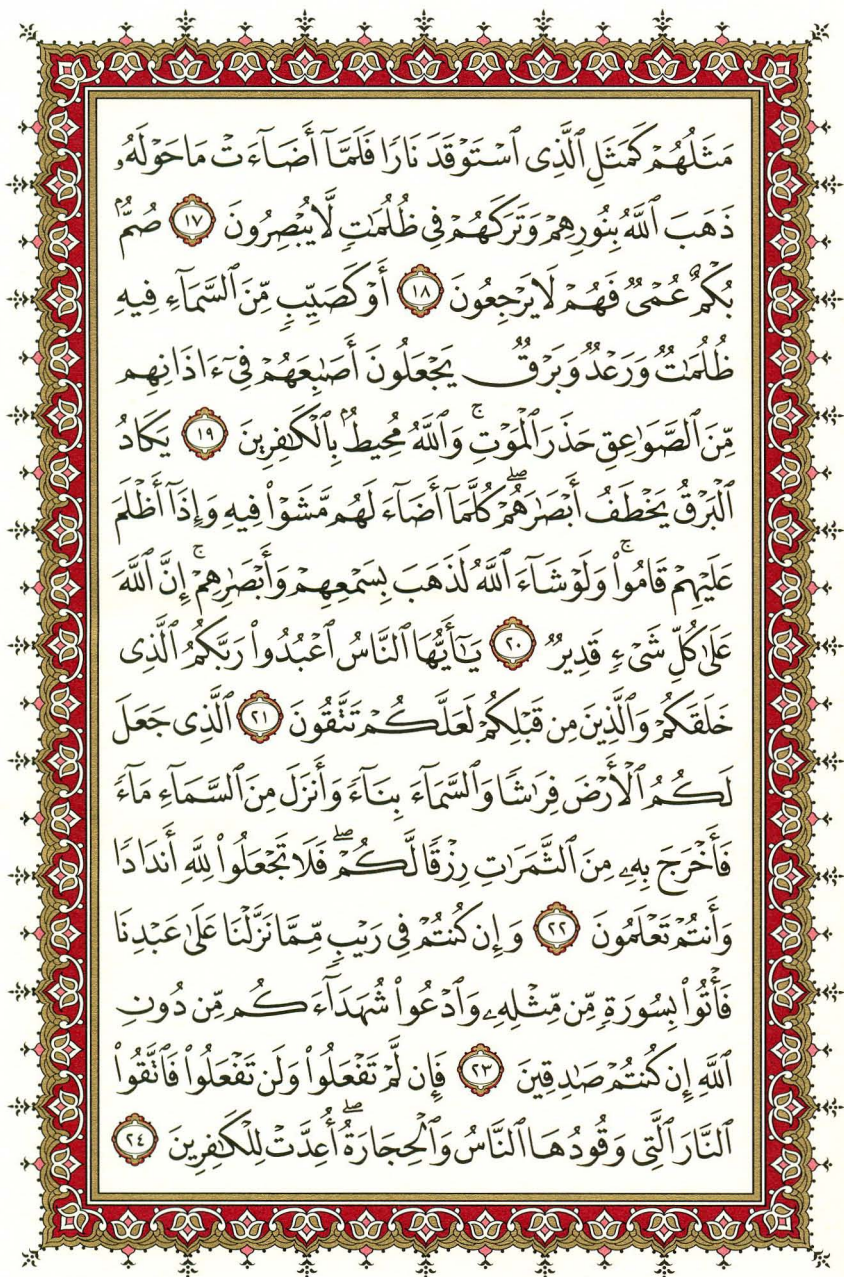 مَثَلُهُمْ كَمَثَلِ ٱلَّذِى ٱسْتَوْقَدَ نَارًا فَلَمَّآ أَضَآءَتْ مَا حَوْلَهُۥ
ذَهَبَ ٱللَّهُ بِنُورِهِمْ وَتَرَكَهُمْ فِى ظُلُمَٰتٍ لَّا يُبْصِرُونَ ١٧ صُمٌّۢ
بُكْمٌ عُمْىٌ فَهُمْ لَا يَرْجِعُونَ ١٨ أَوْ كَصَيِّبٍ مِّنَ ٱلسَّمَآءِ فِيهِ
ظُلُمَٰتٌ وَرَعْدٌ وَبَرْقٌ يَجْعَلُونَ أَصَٰبِعَهُمْ فِىٓ ءَاذَانِهِم
مِّنَ ٱلصَّوَٰعِقِ حَذَرَ ٱلْمَوْتِ ۚ وَٱللَّهُ مُحِيطٌۢ بِٱلْكَٰفِرِينَ ١٩ يَكَادُ
ٱلْبَرْقُ يَخْطَفُ أَبْصَٰرَهُمْ ۖ كُلَّمَآ أَضَآءَ لَهُم مَّشَوْا۟ فِيهِ وَإِذَآ أَظْلَمَ
عَلَيْهِمْ قَامُوا۟ ۚ وَلَوْ شَآءَ ٱللَّهُ لَذَهَبَ بِسَمْعِهِمْ وَأَبْصَٰرِهِمْ ۚ إِنَّ ٱللَّهَ
عَلَىٰ كُلِّ شَىْءٍ قَدِيرٌ ٢٠ يَٰٓأَيُّهَا ٱلنَّاسُ ٱعْبُدُوا۟ رَبَّكُمُ ٱلَّذِى
خَلَقَكُمْ وَٱلَّذِينَ مِن قَبْلِكُمْ لَعَلَّكُمْ تَتَّقُونَ ٢١ ٱلَّذِى جَعَلَ
لَكُمُ ٱلْأَرْضَ فِرَٰشًا وَٱلسَّمَآءَ بِنَآءً وَأَنزَلَ مِنَ ٱلسَّمَآءِ مَآءً
فَأَخْرَجَ بِهِۦ مِنَ ٱلثَّمَرَٰتِ رِزْقًا لَّكُمْ ۖ فَلَا تَجْعَلُوا۟ لِلَّهِ أَندَادًا
وَأَنتُمْ تَعْلَمُونَ ٢٢ وَإِن كُنتُمْ فِى رَيْبٍ مِّمَّا نَزَّلْنَا عَلَىٰ عَبْدِنَا
فَأْتُوا۟ بِسُورَةٍ مِّن مِّثْلِهِۦ وَٱدْعُوا۟ شُهَدَآءَكُم مِّن دُونِ
ٱللَّهِ إِن كُنتُمْ صَٰدِقِينَ ٢٣ فَإِن لَّمْ تَفْعَلُوا۟ وَلَن تَفْعَلُوا۟ فَٱتَّقُوا۟
ٱلنَّارَ ٱلَّتِى وَقُودُهَا ٱلنَّاسُ وَٱلْحِجَارَةُ ۖ أُعِدَّتْ لِلْكَٰفِرِينَ ٢٤